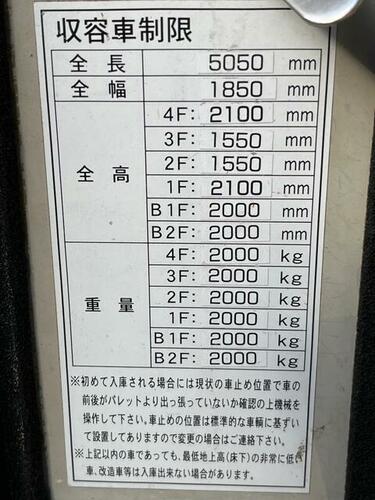 収容車制限
全長 5050 mm
全幅 1850 mm
全高 4F: 2100 mm
3F: 1550 mm
2F: 1550 mm
1F: 2100 mm
B1F: 2000 mm
B2F: 2000 mm
重量 4F: 2000 kg
3F: 2000 kg
2F: 2000 kg
1F: 2000 kg
B1F: 2000 kg
B2F: 2000 kg
※初めて入庫される場合には現状の車止め位置で車の
前後がパレットより出っ張っていないか確認の上機械を
操作して下さい。車止めの位置は標準的な車輌に基ずい
て設置してありますので変更の場合はご連絡下さい。
※上記以内の車であっても、最低地上高(床下)の非常に低い
車、改造車等は入庫出来ない場合があります。